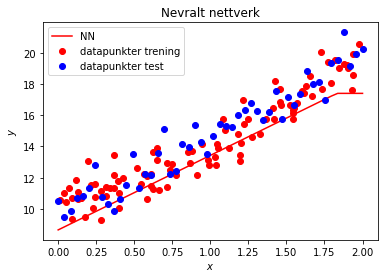 Nevralt nettverk
NN
datapunkter trening
datapunkter test
y
20
18
16
14
12
10
0.00 0.25 0.50 0.75 1.00 1.25 1.50 1.75 2.00
x